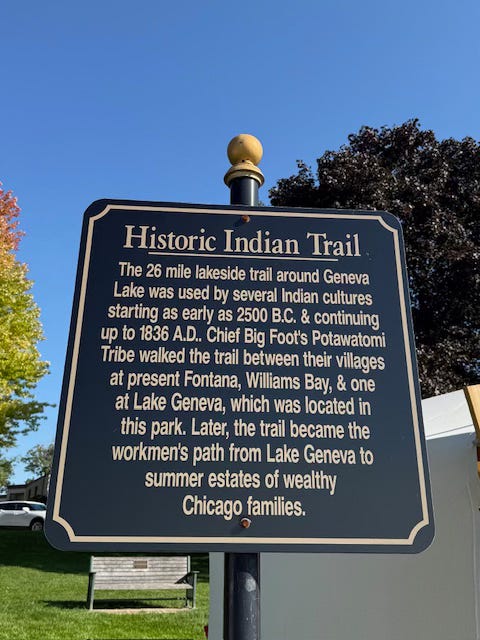 Historic Indian Trail
The 26 mile lakeside trail around Geneva
Lake was used by several Indian cultures
starting as early as 2500 B.C. & continuing
up to 1836 A.D.. Chief Big Foot's Potawatomi
Tribe walked the trail between their villages
at present Fontana, Williams Bay, & one
at Lake Geneva, which was located in
this park. Later, the trail became the
workmen's path from Lake Geneva to
summer estates of wealthy
Chicago families.